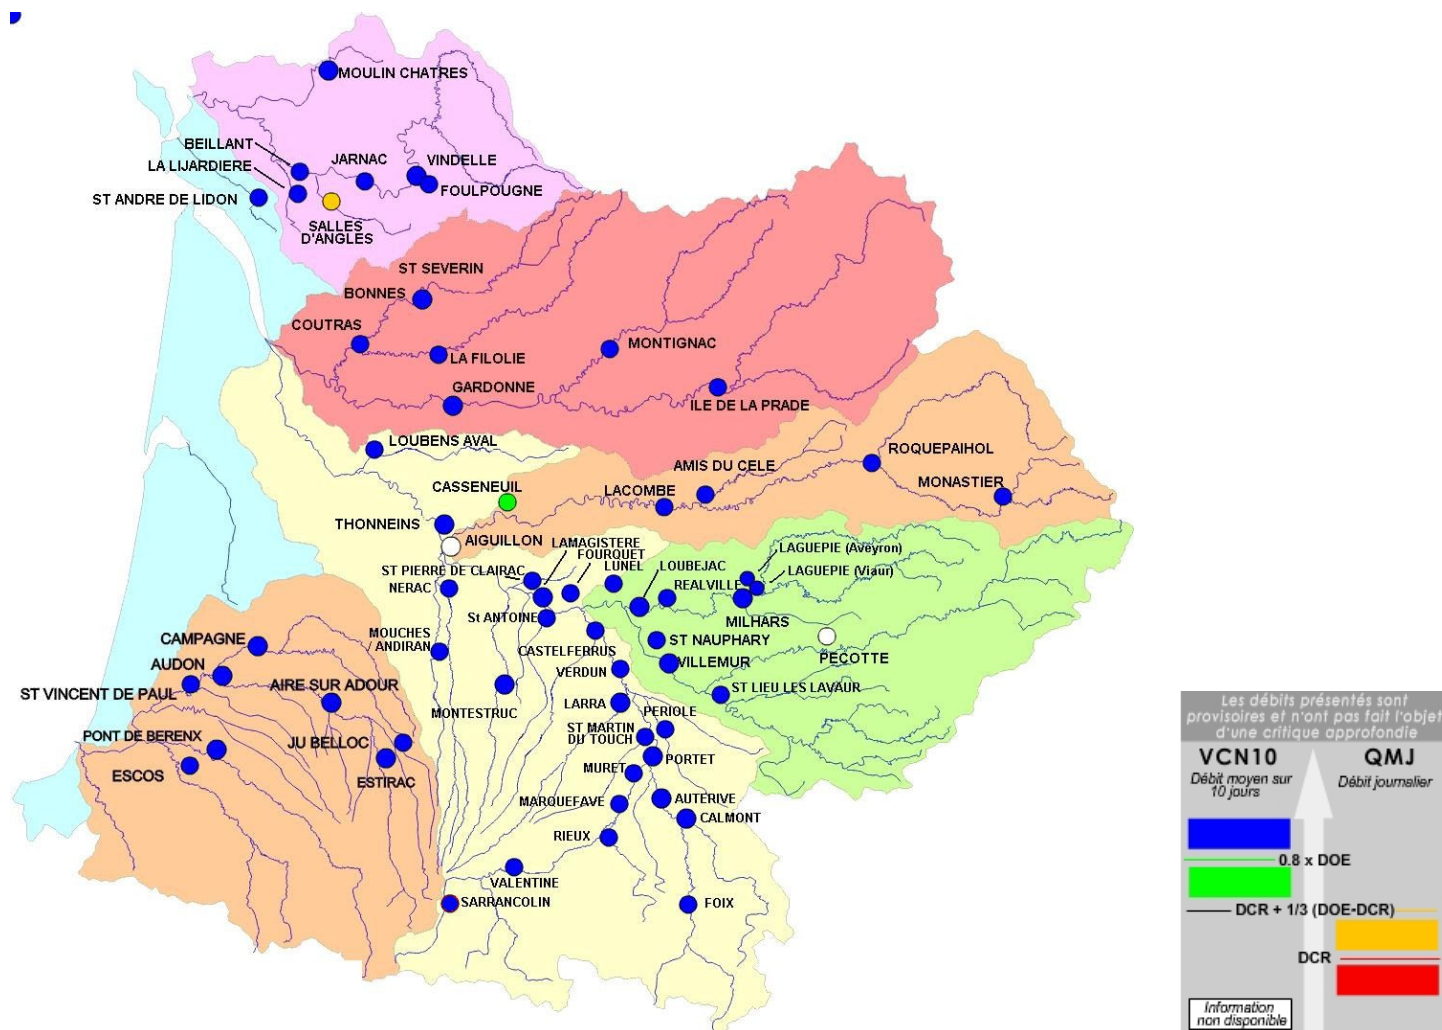 MOULIN CHATRES
BEILLANT
LA LIJARDIERE
JARNAC
VINDELLE
FOULPOUGNE
ST ANDRE DE LIDON
SALLES
D'ANGLES
ST SEVERIN
BONNES
COUTRAS
LA FILOLIE
MONTIGNAC
GARDONNE
ILE DE LA PRADE
LOUBENS AVAL
ROQUEPAIHOL
AMIS DU CELE
CASSENEUIL
LACOMBE
MONASTIER
THONNEINS
AIGUILLON
LAMAGISTERE
FOURQUET
LUNEL
LAGUEPIE (Aveyron)
ST PIERRE DE CLAIRAC
LAGUEPIE (Viaur)
NERAC
LOUBEJAC
REALVILLE
St ANTOINE
MILHARS
MOUCHES
/ ANDIRAN
CASTELFERRUS
ST NAUPHARY
PECOTTE
CAMPAGNE
VERDUN
VILLEMUR
AUDON
ST VINCENT DE PAUL
AIRE SUR ADOUR
ST LIEU LES LAVAUR
MONTESTRUC
LARRA
PERIOLE
ST MARTIN
DU TOUCH
PONT DE BERENX
JU BELLOC
PORTET
ESCOS
ESTIRAC
MURET
MARQUEFAVE
AUTERIVE
CALMONT
RIEUX
VALENTINE
SARRANCOLIN
FOIX
Les débits présentés sont
provisoires et n'ont pas fait l'objet
d'une critique approfondie
VCN10
QMJ
Débit moyen sur
10 jours
Débit journalier
0.8 x DOE
DCR + 1/3 (DOE-DCR)
DCR
Information
non disponible